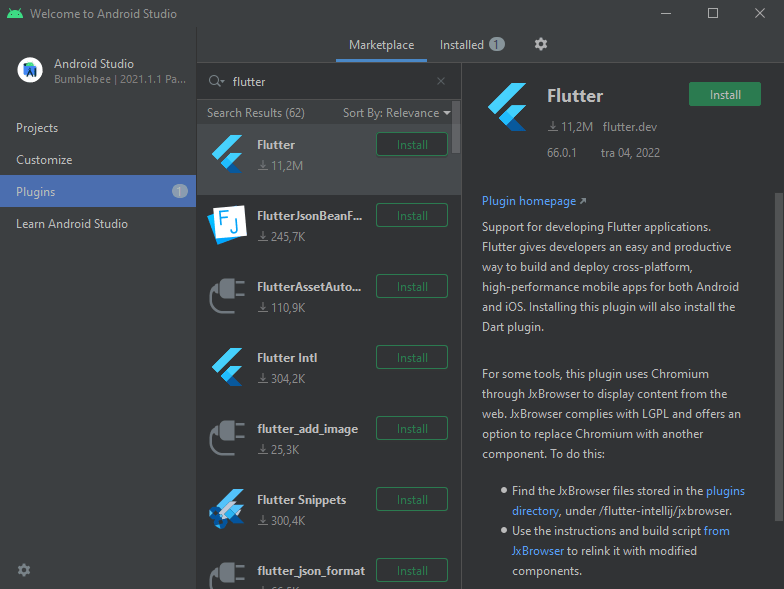 Welcome to Android Studio
Android Studio
Bumblebee | 2021.1.1 Pa...
Projects
Customize
Plugins 1
Learn Android Studio
Marketplace Installed 1
flutter
Search Results (62) Sort By: Relevance
Flutter Install
11,2M
FlutterJsonBeanF... Install
245,7K
FlutterAssetAuto... Install
110,9K
Flutter Intl Install
304,2K
flutter_add_image Install
25,3K
Flutter Snippets Install
300,4K
flutter_json_format Install
Flutter Install
11,2M flutter.dev
66.0.1 tra 04, 2022
Plugin homepage
Support for developing Flutter applications.
Flutter gives developers an easy and productive
way to build and deploy cross-platform,
high-performance mobile apps for both Android
and iOS. Installing this plugin will also install the
Dart plugin.
For some tools, this plugin uses Chromium
through JxBrowser to display content from the
web. JxBrowser complies with LGPL and offers an
option to replace Chromium with another
component. To do this:
Find the JxBrowser files stored in the plugins
directory, under /flutter-intellij/jxbrowser.
Use the instructions and build script from
JxBrowser to relink it with modified
components.